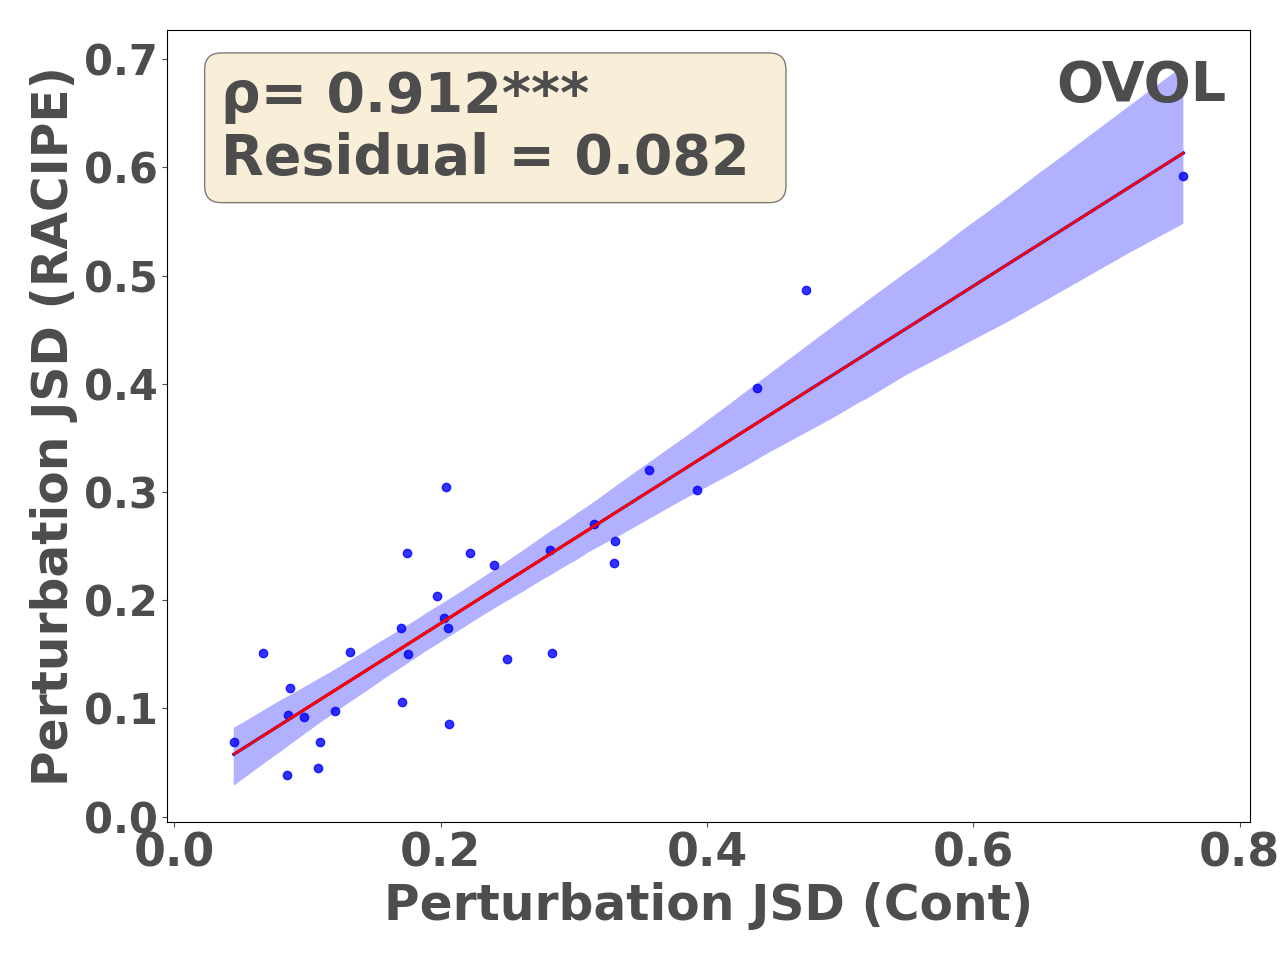 ρ= 0.912***
Residual = 0.082
OVOL
Perturbation JSD (RACIPE)
0.7
0.6
0.5
0.4
0.3
0.2
0.1
0.0
0.0 0.2 0.4 0.6 0.8
Perturbation JSD (Cont)